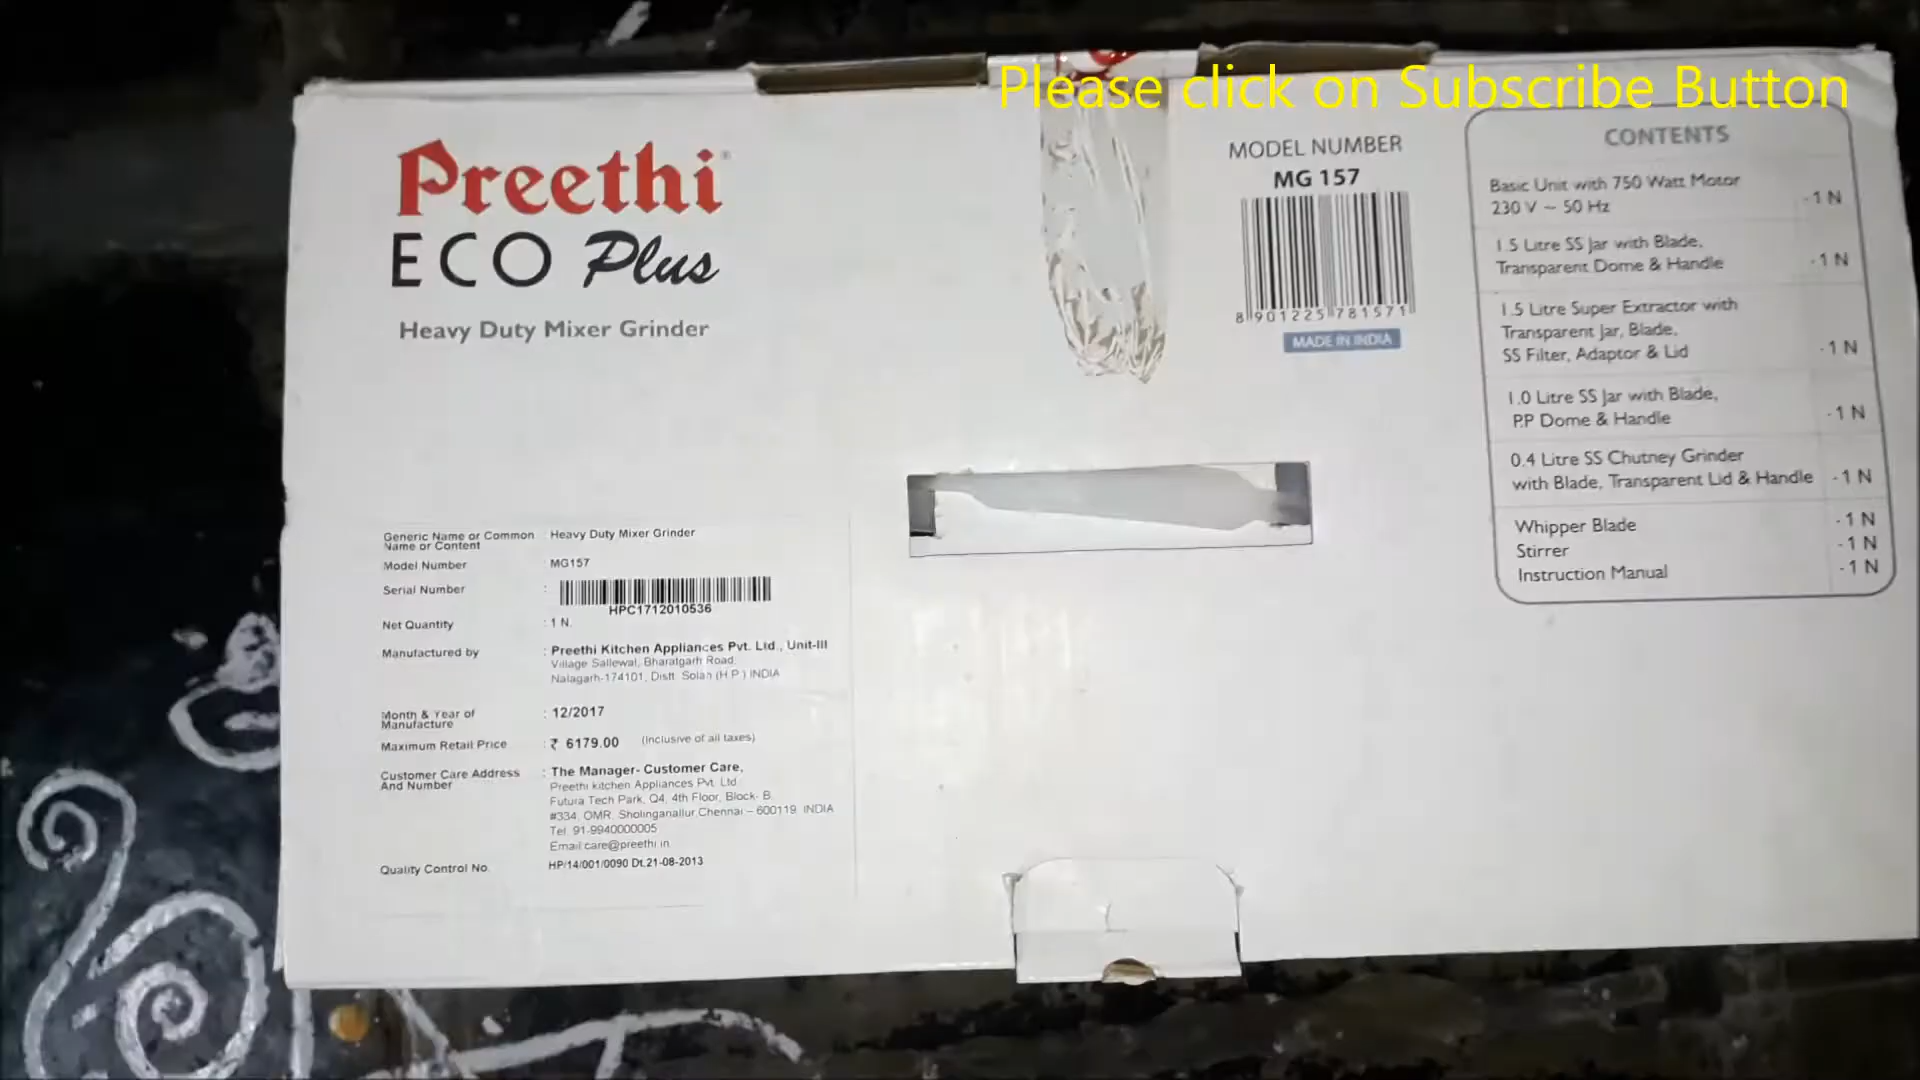 Please click on Subscribe Button
Preethi
ECO Plus
Heavy Duty Mixer Grinder
MODEL NUMBER
MG 157
8 901225 781571
MADE IN INDIA
CONTENTS
Basic Unit with 750 Watt Motor
230 V ~ 50 Hz - 1 N
1.5 Litre SS Jar with Blade,
Transparent Dome & Handle - 1 N
1.5 Litre Super Extractor with
Transparent Jar, Blade,
SS Filter, Adaptor & Lid - 1 N
1.0 Litre SS Jar with Blade,
P.P Dome & Handle - 1 N
0.4 Litre SS Chutney Grinder
with Blade, Transparent Lid & Handle - 1 N
Whipper Blade - 1 N
Stirrer - 1 N
Instruction Manual - 1 N
Generic Name or Common
Name or Content : Heavy Duty Mixer Grinder
Model Number : MG157
Serial Number :
HPC1712010536
Net Quantity : 1 N.
Manufactured by : Preethi Kitchen Appliances Pvt. Ltd., Unit-III
Village Sallewal, Bharatgarh Road,
Nalagarh-174101, Distt. Solan (H.P.) INDIA
Month & Year of
Manufacture : 12/2017
Maximum Retail Price : ₹ 6179.00 (Inclusive of all taxes)
Customer Care Address
And Number : The Manager- Customer Care,
Preethi kitchen Appliances Pvt. Ltd.
Futura Tech Park, Q4, 4th Floor, Block- B,
#334, OMR, Sholinganallur Chennai – 600119. INDIA
Tel: 91-9940000005
Email:care@preethi.in
Quality Control No. HP/14/001/0090 Dt.21-08-2013